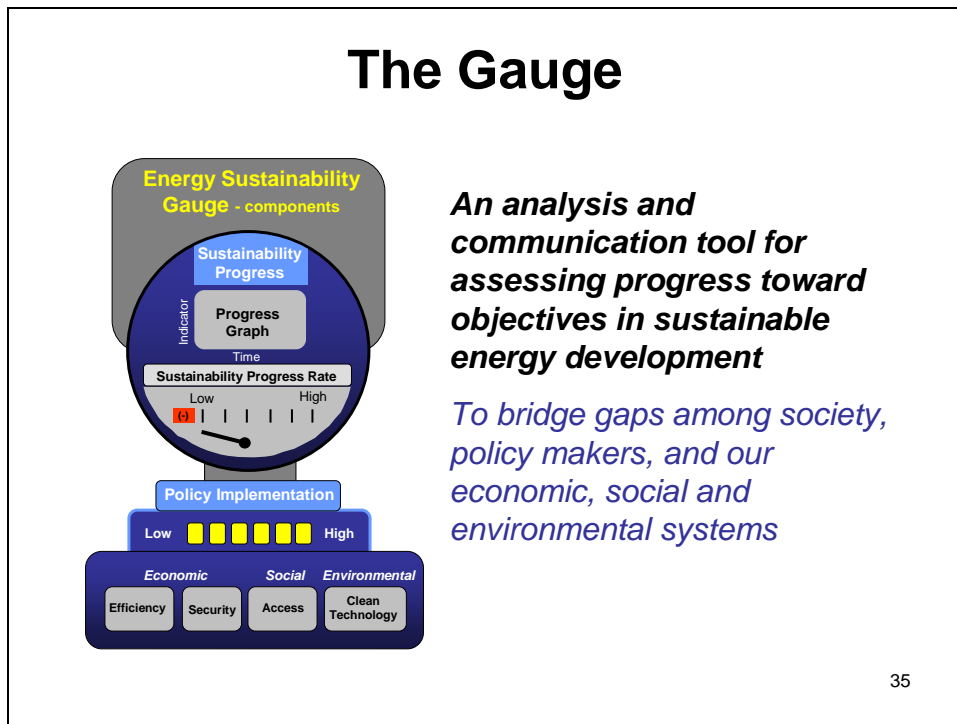 The Gauge
Energy Sustainability
Gauge - components
Sustainability
Progress
Indicator
Progress
Graph
Time
Sustainability Progress Rate
Low High
(-)
Policy Implementation
Low High
Economic Social Environmental
Efficiency Security Access Clean
Technology
An analysis and
communication tool for
assessing progress toward
objectives in sustainable
energy development
To bridge gaps among society,
policy makers, and our
economic, social and
environmental systems
35